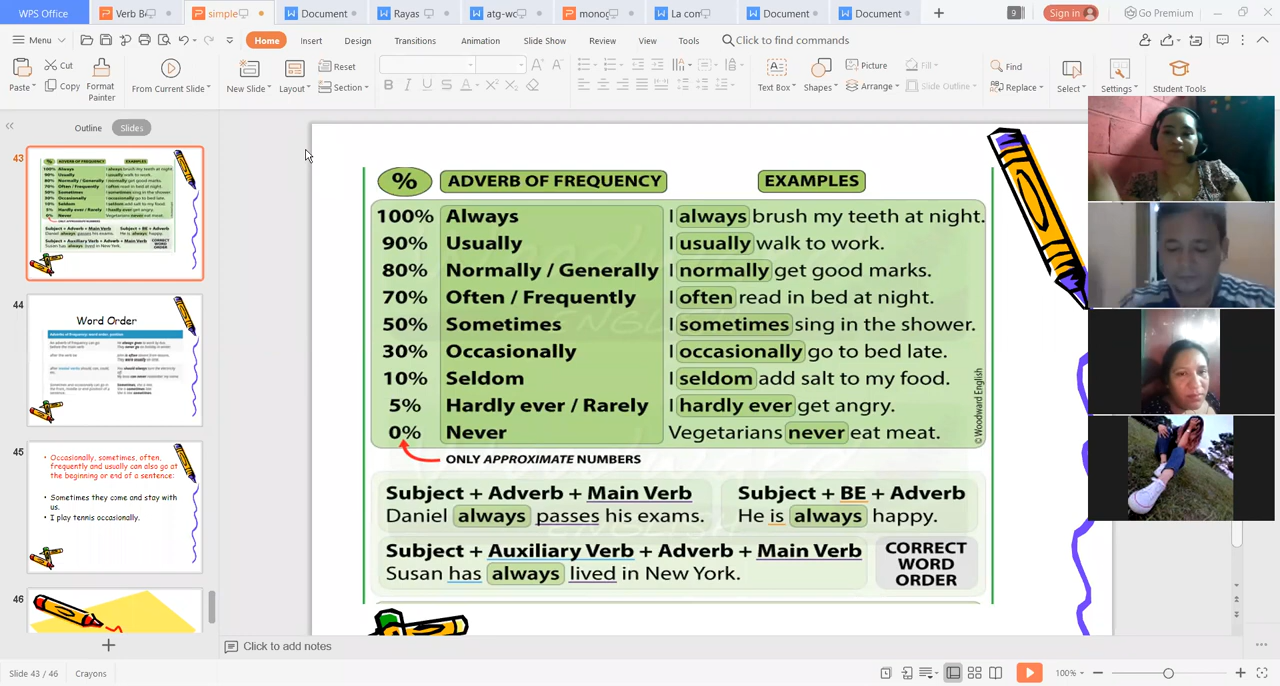 WPS Office Verb B simple Document Rayas atg-wo monog La com Document Document 9 Sign in Go Premium
Menu Home Insert Design Transitions Animation Slide Show Review View Tools Click to find commands
Paste Cut Copy Format Painter From Current Slide New Slide Layout Reset Section Text Box Shapes Picture Fill Arrange Slide Outline Find Replace Select Settings Student Tools
Outline Slides
43
44
Word Order
45
Occasionally, sometimes, often,
frequently and usually can also go at
the beginning or end of a sentence:
Sometimes they come and stay with
us.
I play tennis occasionally.
46
% ADVERB OF FREQUENCY EXAMPLES
100% Always I always brush my teeth at night.
90% Usually I usually walk to work.
80% Normally / Generally I normally get good marks.
70% Often / Frequently I often read in bed at night.
50% Sometimes I sometimes sing in the shower.
30% Occasionally I occasionally go to bed late.
10% Seldom I seldom add salt to my food.
5% Hardly ever / Rarely I hardly ever get angry.
0% Never Vegetarians never eat meat.
© Woodward English
ONLY APPROXIMATE NUMBERS
Subject + Adverb + Main Verb
Daniel always passes his exams.
Subject + BE + Adverb
He is always happy.
Subject + Auxiliary Verb + Adverb + Main Verb
Susan has always lived in New York.
CORRECT
WORD
ORDER
Click to add notes
Slide 43 / 46 Crayons 100%